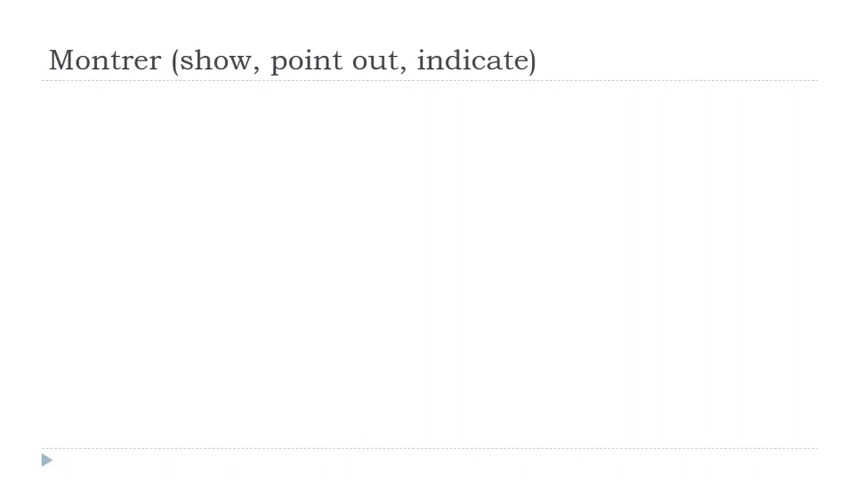 Montrer (show, point out, indicate)